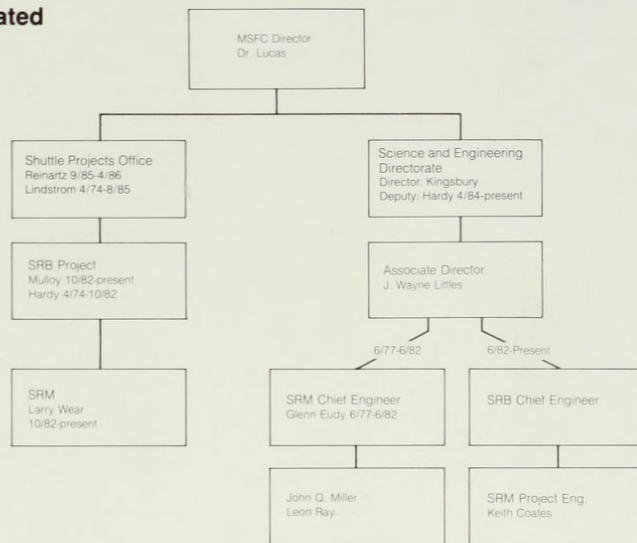 ated
MSFC Director
Dr. Lucas
Shuttle Projects Office
Reinartz 9/85-4/86
Lindstrom 4/74-8/85
Science and Engineering
Directorate
Director: Kingsbury
Deputy: Hardy 4/84-present
SRB Project
Mulloy 10/82-present
Hardy 4/74-10/82
Associate Director
J. Wayne Littles
6/77-6/82
6/82-Present
SRM
Larry Wear
10/82-present
SRM Chief Engineer
Glenn Eudy 6/77-6/82
SRB Chief Engineer
John Q. Miller
Leon Ray
SRM Project Eng.
Keith Coates